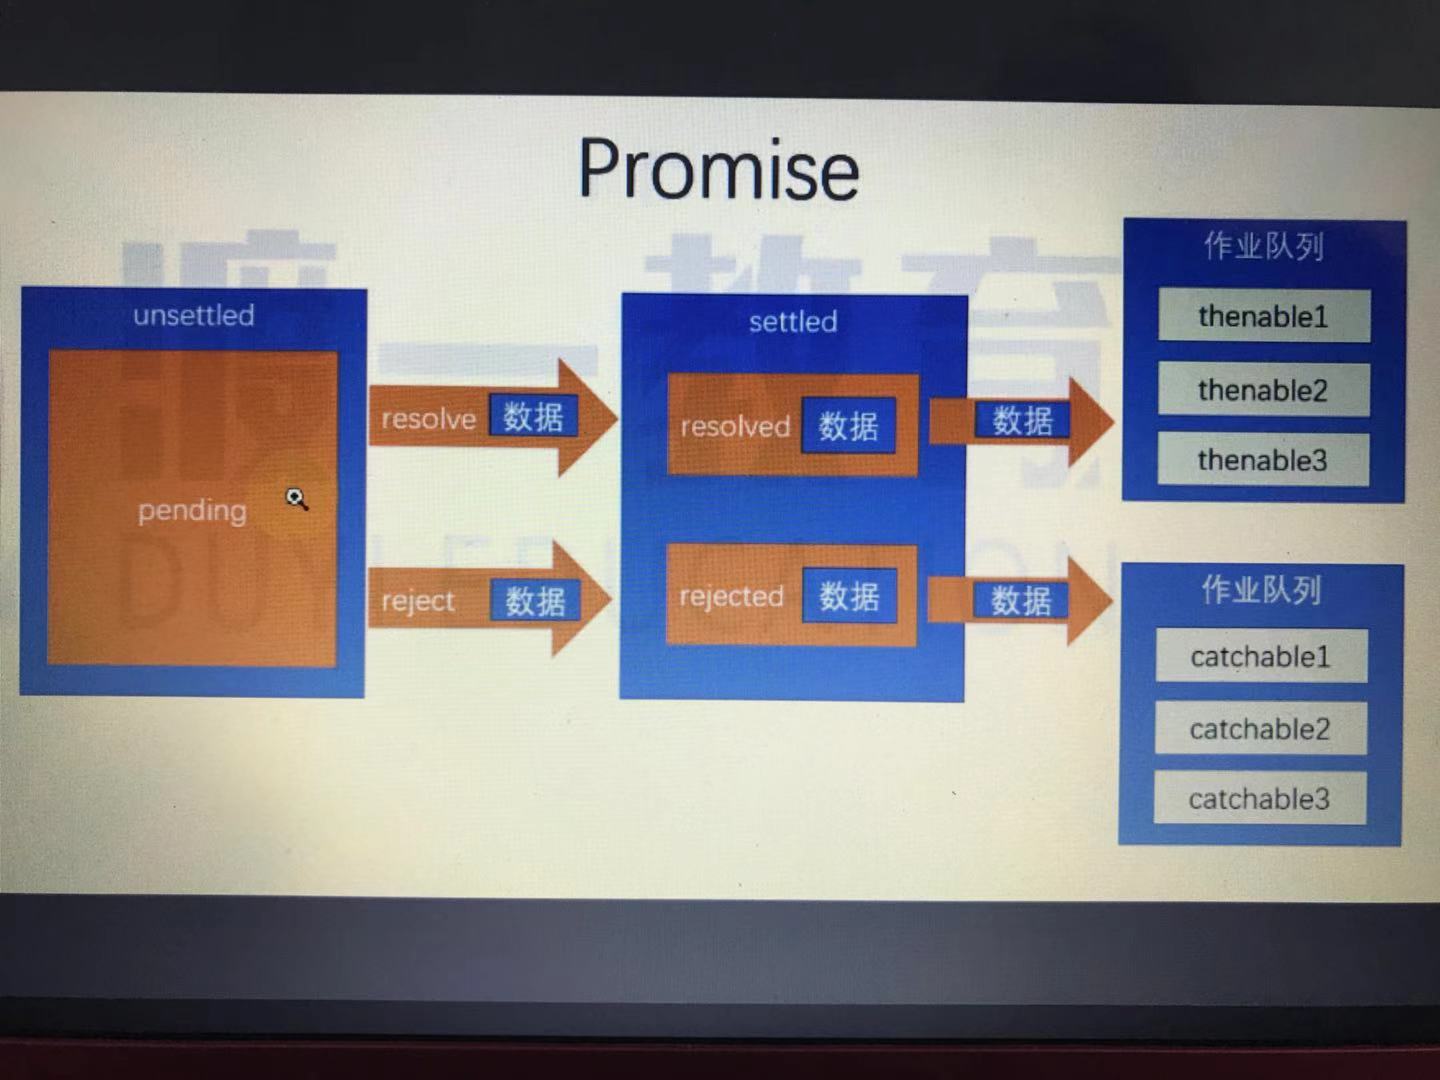 Promise
unsettled
pending
resolve 数据
reject 数据
settled
resolved 数据
rejected 数据
数据
数据
作业队列
thenable1
thenable2
thenable3
作业队列
catchable1
catchable2
catchable3